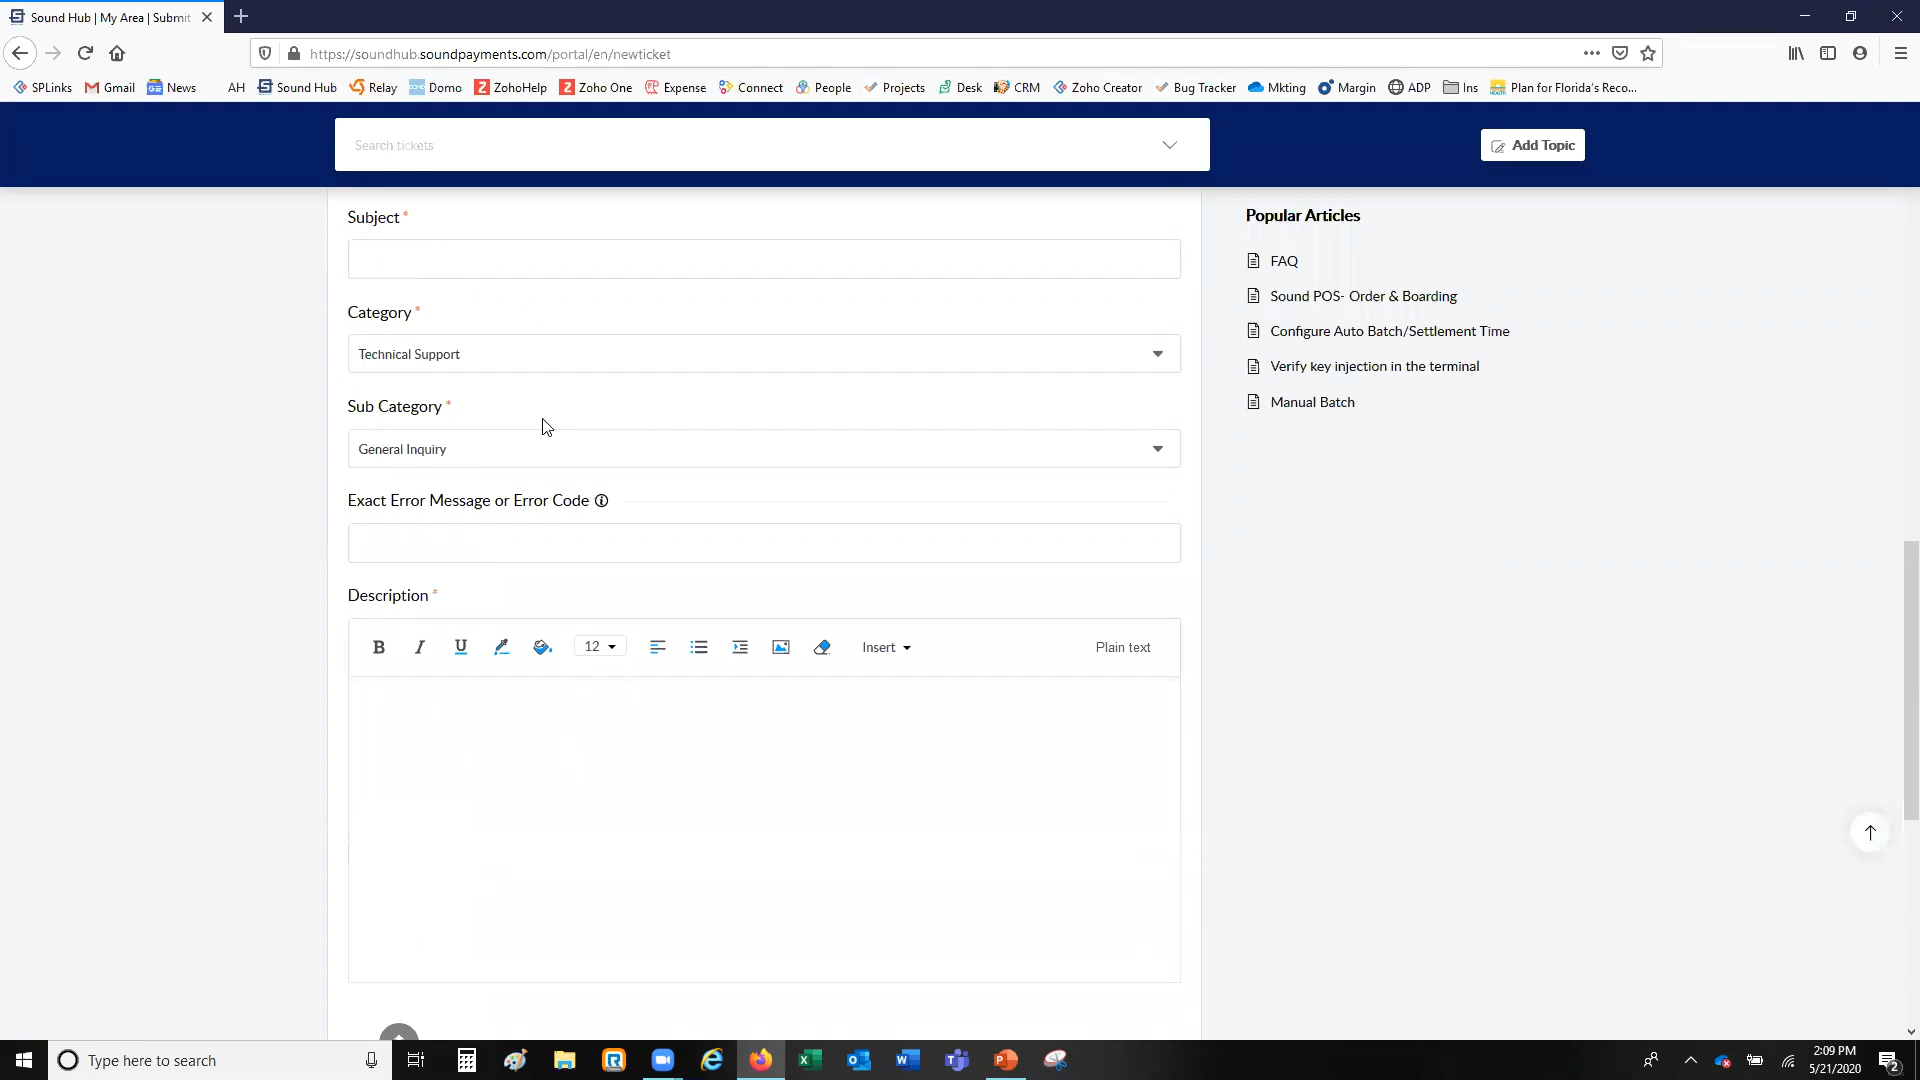 Sound Hub | My Area | Submit
https://soundhub.soundpayments.com/portal/en/newticket
SPLinks Gmail News AH Sound Hub Relay Domo ZohoHelp Zoho One Expense Connect People Projects Desk CRM Zoho Creator Bug Tracker Mkting Margin ADP Ins Plan for Florida's Reco...
Search tickets
Add Topic
Subject *
Category *
Technical Support
Sub Category *
General Inquiry
Exact Error Message or Error Code
Description *
B I U 12 Insert Plain text
Popular Articles
FAQ
Sound POS- Order & Boarding
Configure Auto Batch/Settlement Time
Verify key injection in the terminal
Manual Batch
Type here to search
2:09 PM
5/21/2020
2